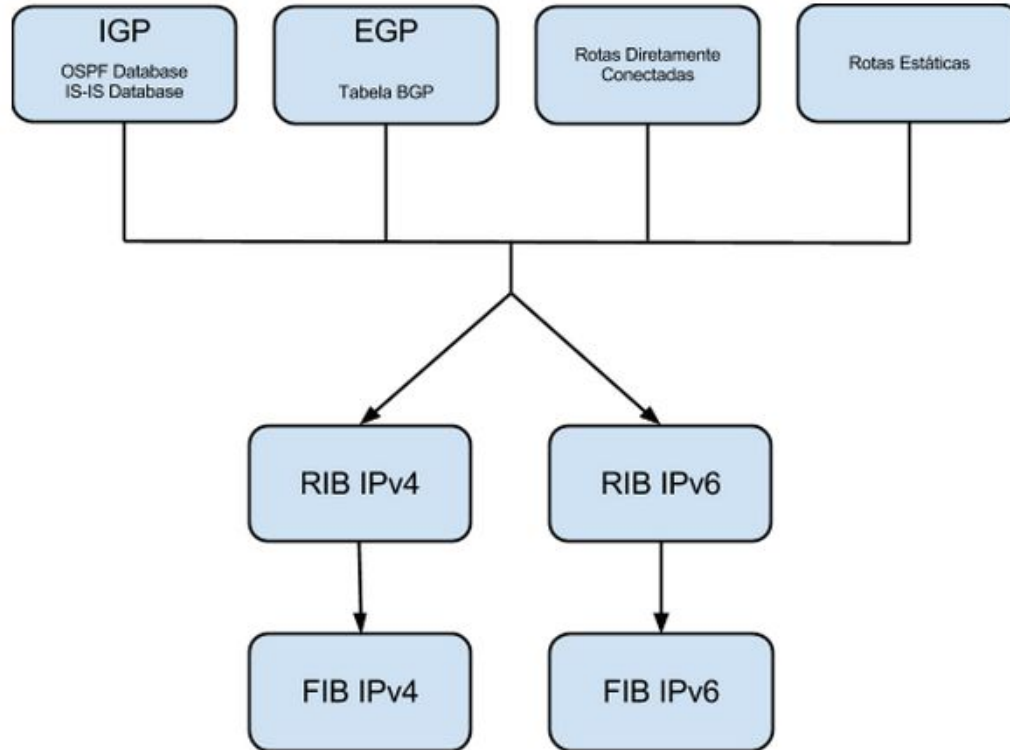 IGP
OSPF Database
IS-IS Database
EGP
Tabela BGP
Rotas Diretamente
Conectadas
Rotas Estáticas
RIB IPv4
RIB IPv6
FIB IPv4
FIB IPv6